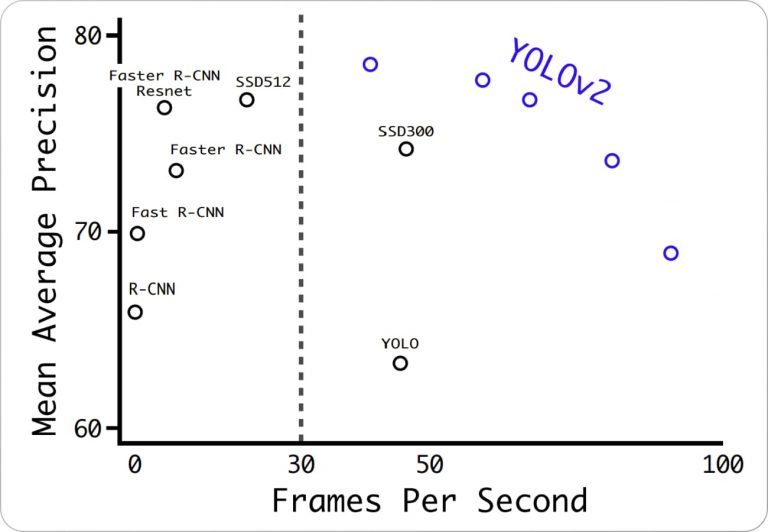 80
YOLOv2
Faster R-CNN
Resnet
SSD512
SSD300
Faster R-CNN
Mean Average Precision
70
Fast R-CNN
R-CNN
YOLO
60
0
30
50
100
Frames Per Second